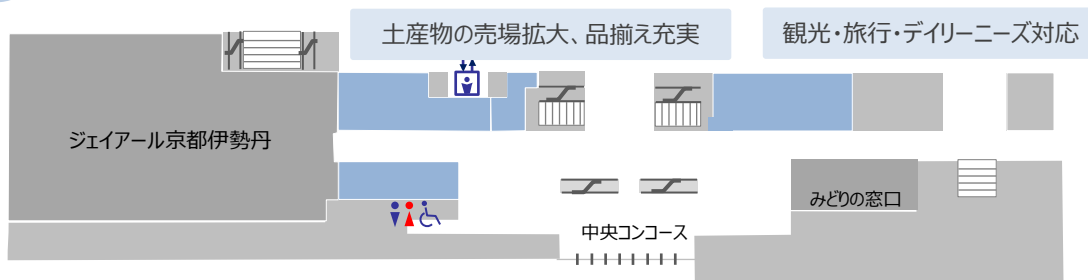 土産物の売場拡大、品揃え充実
観光・旅行・デイリーニーズ対応
ジェイアール京都伊勢丹
みどりの窓口
中央コンコース